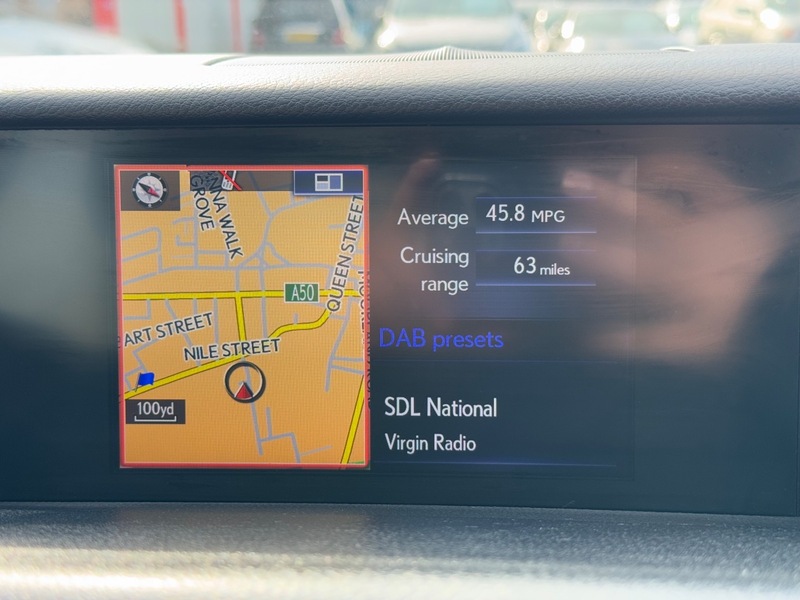 GROVE
NNA WALK
QUEEN STREET
A50
ART STREET
NILE STREET
100yd
Average 45.8 MPG
Cruising
range 63 miles
DAB presets
SDL National
Virgin Radio